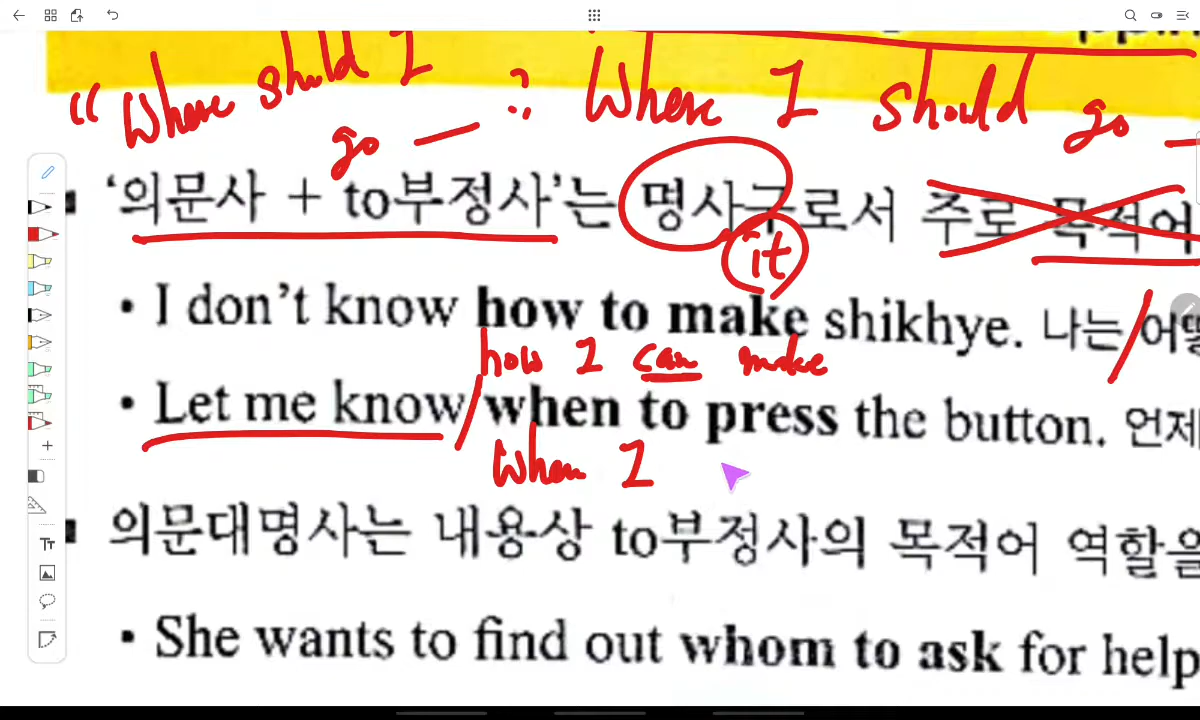 “Where should I go : Where I should go
‘의문사 + to부정사’는 명사구로서 주로 목적어
it
• I don’t know how to make shikhye. 나는 어떻
how I can make
• Let me know when to press the button. 언제
When I
의문대명사는 내용상 to부정사의 목적어 역할을
• She wants to find out whom to ask for help
Tт